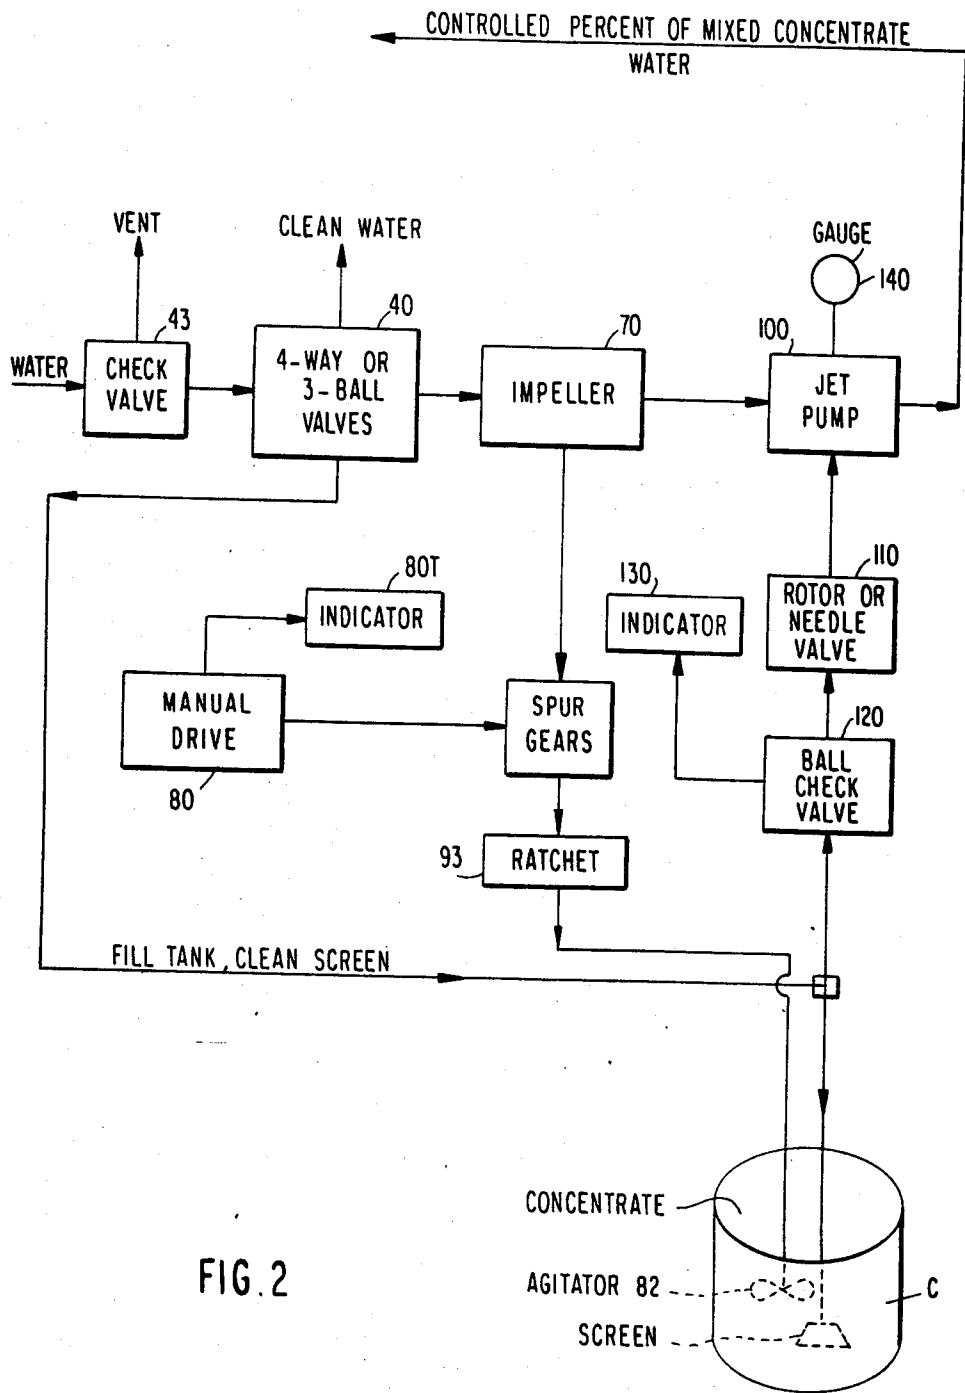 CONTROLLED PERCENT OF MIXED CONCENTRATE
WATER
VENT
CLEAN WATER
GAUGE
140
43
40
70
100
WATER
CHECK
VALVE
4-WAY OR
3-BALL
VALVES
IMPELLER
JET
PUMP
80T
INDICATOR
130
INDICATOR
110
ROTOR OR
NEEDLE
VALVE
MANUAL
DRIVE
80
SPUR
GEARS
120
BALL
CHECK
VALVE
93
RATCHET
FILL TANK, CLEAN SCREEN
CONCENTRATE
AGITATOR 82
C
SCREEN
FIG. 2